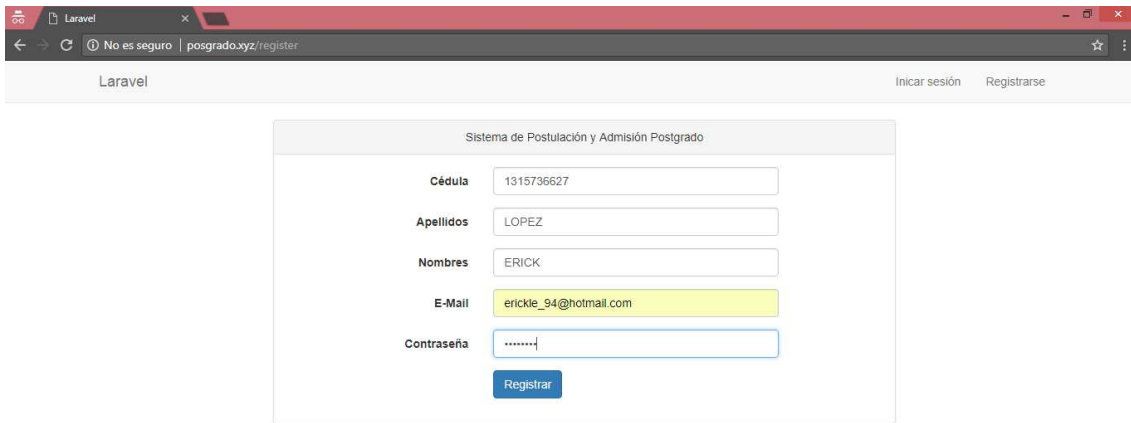 Laravel
No es seguro | posgrado.xyz/register
Laravel Inicar sesión Registrarse
Sistema de Postulación y Admisión Postgrado
Cédula 1315736627
Apellidos LOPEZ
Nombres ERICK
E-Mail erickle_94@hotmail.com
Contraseña ••••••••
Registrar